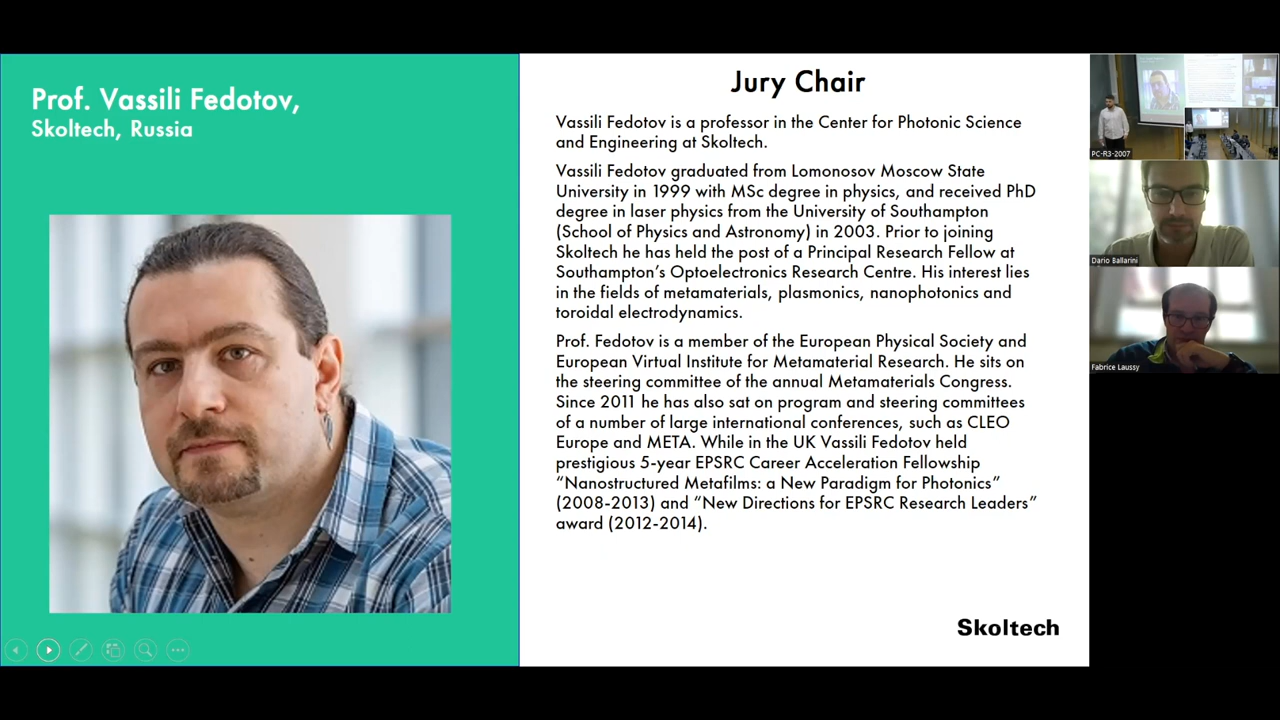 Prof. Vassili Fedotov,
Skoltech, Russia
Jury Chair
Vassili Fedotov is a professor in the Center for Photonic Science
and Engineering at Skoltech.
Vassili Fedotov graduated from Lomonosov Moscow State
University in 1999 with MSc degree in physics, and received PhD
degree in laser physics from the University of Southampton
(School of Physics and Astronomy) in 2003. Prior to joining
Skoltech he has held the post of a Principal Research Fellow at
Southampton’s Optoelectronics Research Centre. His interest lies
in the fields of metamaterials, plasmonics, nanophotonics and
toroidal electrodynamics.
Prof. Fedotov is a member of the European Physical Society and
European Virtual Institute for Metamaterial Research. He sits on
the steering committee of the annual Metamaterials Congress.
Since 2011 he has also sat on program and steering committees
of a number of large international conferences, such as CLEO
Europe and META. While in the UK Vassili Fedotov held
prestigious 5-year EPSRC Career Acceleration Fellowship
“Nanostructured Metafilms: a New Paradigm for Photonics”
(2008-2013) and “New Directions for EPSRC Research Leaders”
award (2012-2014).
Skoltech
PC-R3-2007
Dario Ballarini
Fabrice Laussy